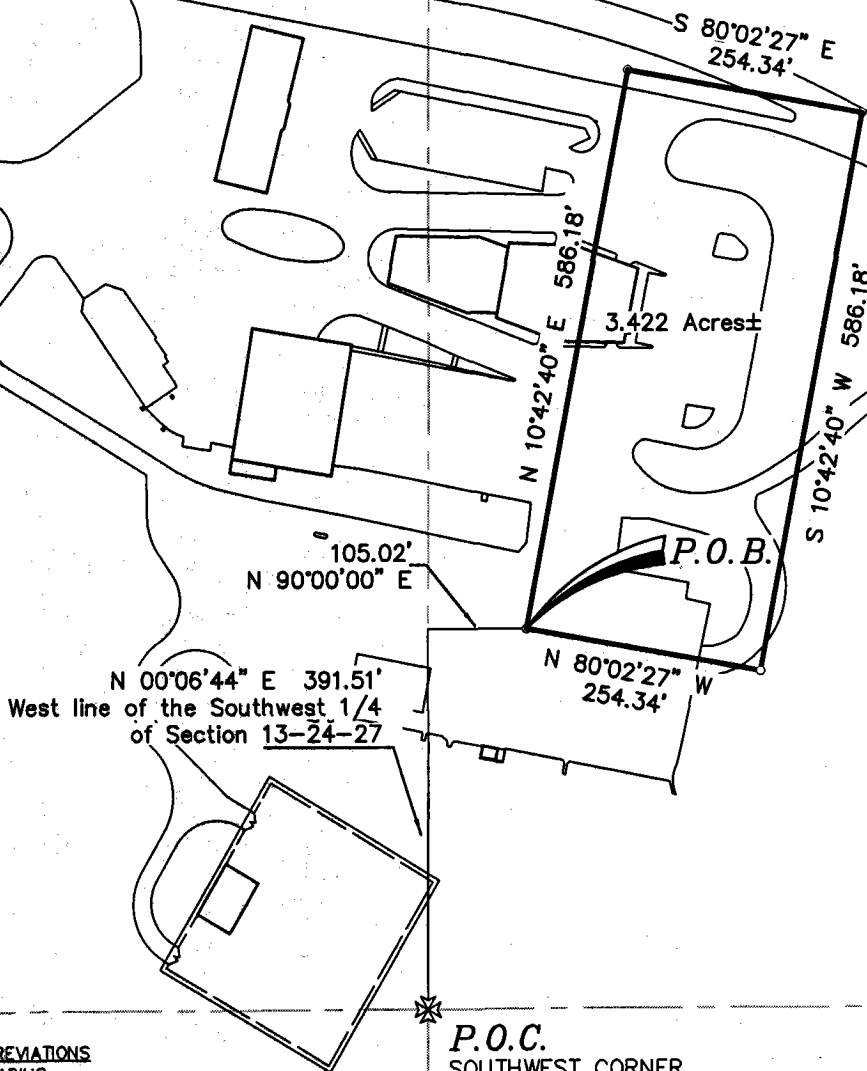 S 80°02'27" E
254.34'
586.18'
N 10°42'40" E
3.422 Acres±
586.18'
S 10°42'40" W
105.02'
N 90°00'00" E
P.O.B.
N 80°02'27" W
254.34'
N 00°06'44" E 391.51'
West line of the Southwest 1/4
of Section 13-24-27
P.O.C.
SOUTHWEST CORNER
REVIATIONS